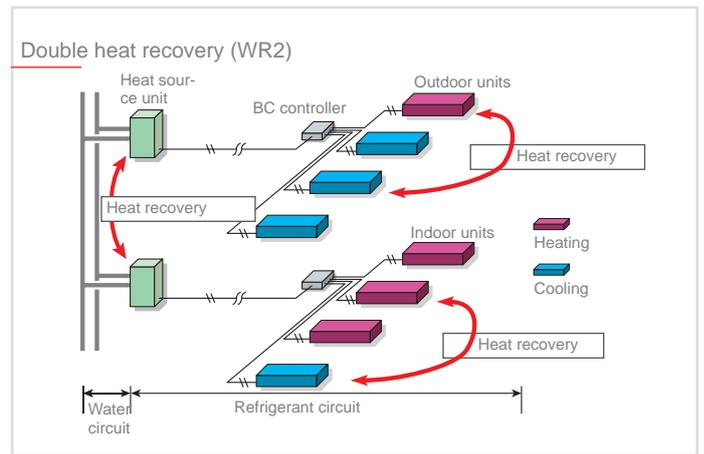 Double heat recovery (WR2)
Heat sour-
ce unit
BC controller
Outdoor units
Heat recovery
Heat recovery
Indoor units
Heating
Cooling
Heat recovery
Water
circuit
Refrigerant circuit